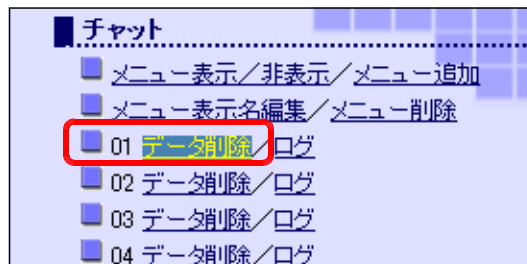 チャット
メニュー表示／非表示／メニュー追加
メニュー表示名編集／メニュー削除
01 データ削除／ログ
02 データ削除／ログ
03 データ削除／ログ
04 データ削除／ログ